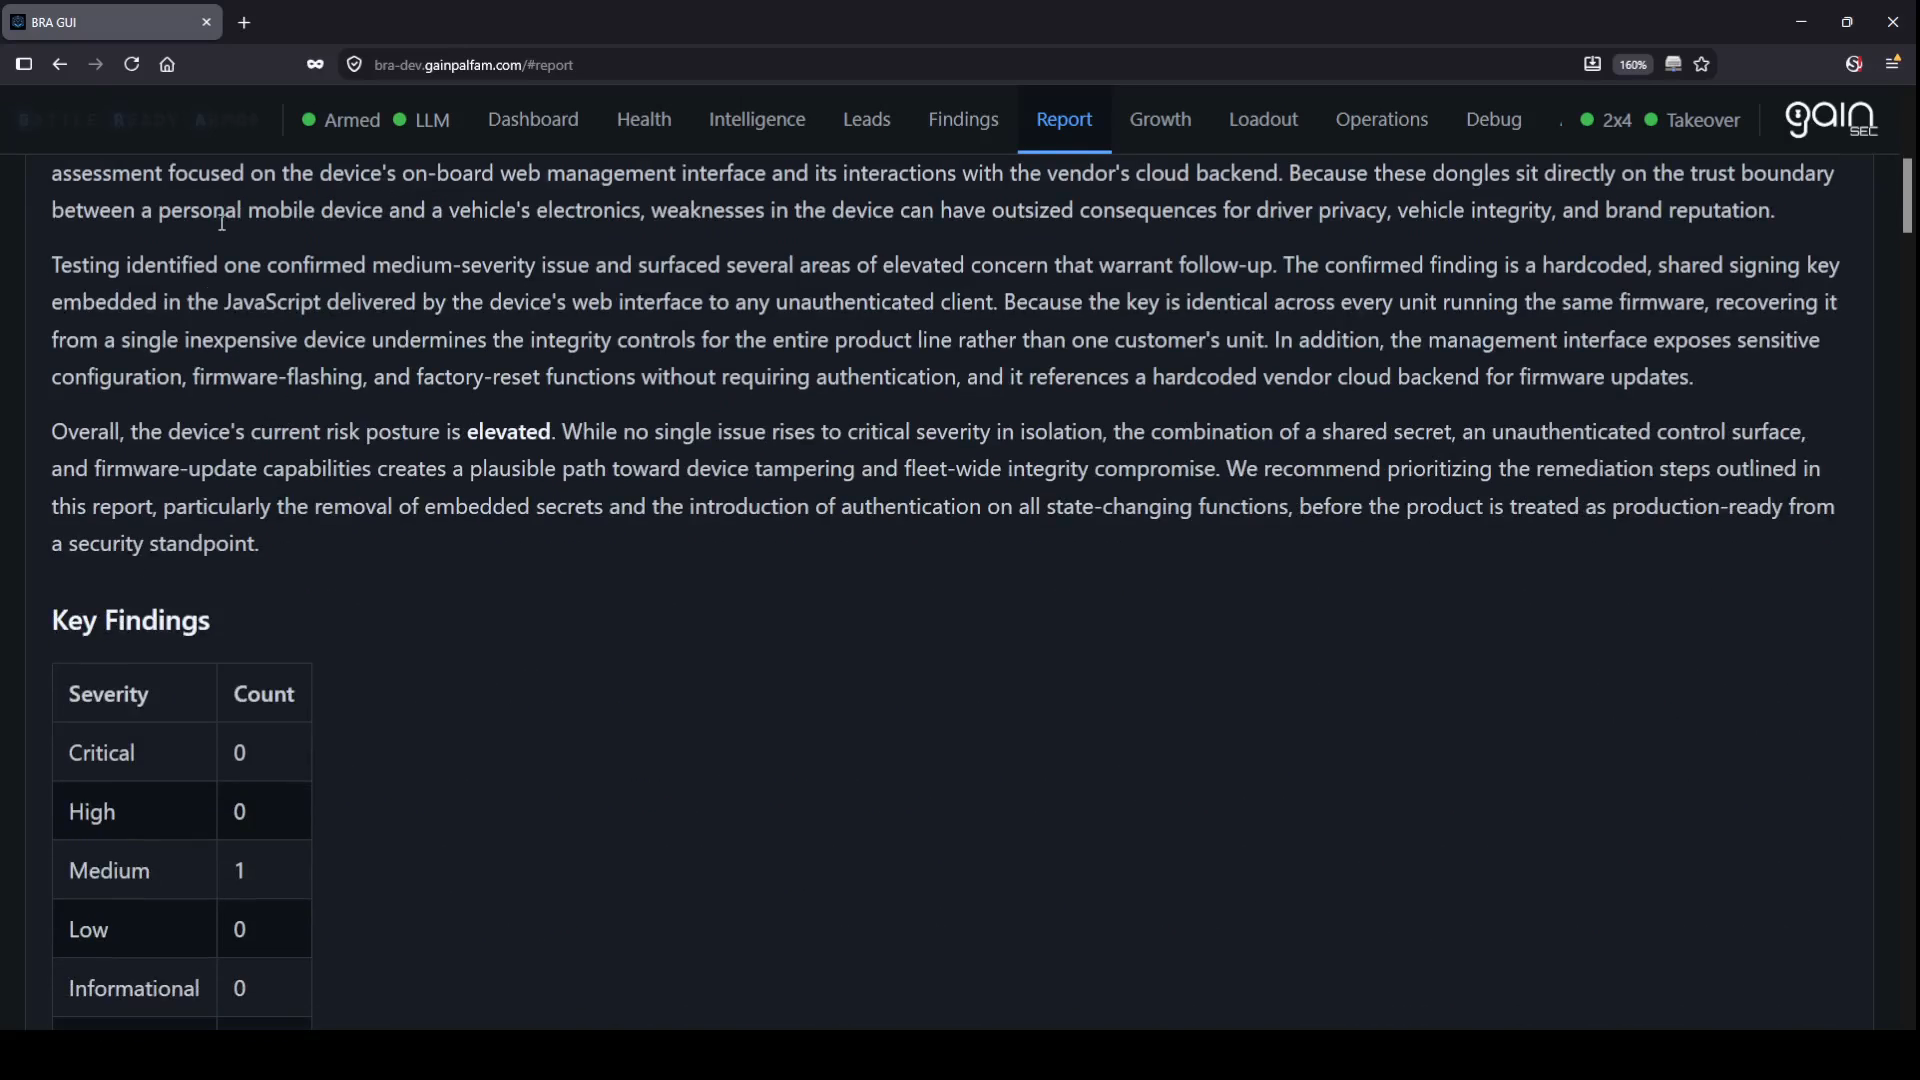 BRA GUI
bra-dev.gainpalfam.com/#report
160%
BATTLE READY ARMOR
Armed
LLM
Dashboard
Health
Intelligence
Leads
Findings
Report
Growth
Loadout
Operations
Debug
2x4
Takeover
gain SEC
assessment focused on the device's on-board web management interface and its interactions with the vendor's cloud backend. Because these dongles sit directly on the trust boundary
between a personal mobile device and a vehicle's electronics, weaknesses in the device can have outsized consequences for driver privacy, vehicle integrity, and brand reputation.
Testing identified one confirmed medium-severity issue and surfaced several areas of elevated concern that warrant follow-up. The confirmed finding is a hardcoded, shared signing key
embedded in the JavaScript delivered by the device's web interface to any unauthenticated client. Because the key is identical across every unit running the same firmware, recovering it
from a single inexpensive device undermines the integrity controls for the entire product line rather than one customer's unit. In addition, the management interface exposes sensitive
configuration, firmware-flashing, and factory-reset functions without requiring authentication, and it references a hardcoded vendor cloud backend for firmware updates.
Overall, the device's current risk posture is elevated. While no single issue rises to critical severity in isolation, the combination of a shared secret, an unauthenticated control surface,
and firmware-update capabilities creates a plausible path toward device tampering and fleet-wide integrity compromise. We recommend prioritizing the remediation steps outlined in
this report, particularly the removal of embedded secrets and the introduction of authentication on all state-changing functions, before the product is treated as production-ready from
a security standpoint.
Key Findings
Severity Count
Critical 0
High 0
Medium 1
Low 0
Informational 0